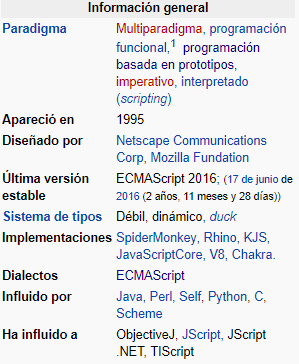 Información general
Paradigma Multiparadigma, programación
funcional,1 programación
basada en prototipos,
imperativo, interpretado
(scripting)
Apareció en 1995
Diseñado por Netscape Communications
Corp, Mozilla Fundation
Última versión ECMAScript 2016; (17 de junio de
estable 2016 (2 años, 11 meses y 28 días))
Sistema de tipos Débil, dinámico, duck
Implementaciones SpiderMonkey, Rhino, KJS,
JavaScriptCore, V8, Chakra.
Dialectos ECMAScript
Influido por Java, Perl, Self, Python, C,
Scheme
Ha influido a ObjectiveJ, JScript, JScript
.NET, TIScript